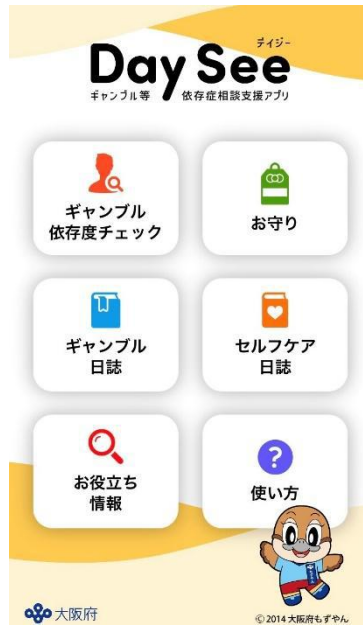 デイジー
Day See
ギャンブル等 依存症相談支援アプリ
ギャンブル
依存度チェック
お守り
ギャンブル
日誌
セルフケア
日誌
お役立ち
情報
?
使い方
大阪府
© 2014 大阪府もずやん